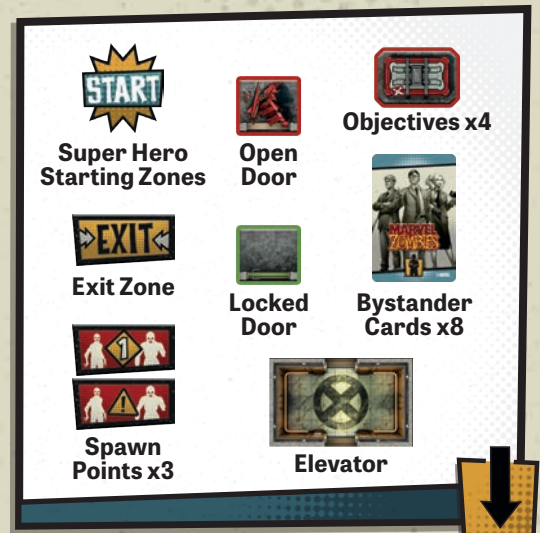 START
Super Hero
Starting Zones
Open
Door
Objectives x4
EXIT
Exit Zone
Locked
Door
MARVEL
ZOMBIES
Bystander
Cards x8
1
!
Spawn
Points x3
Elevator